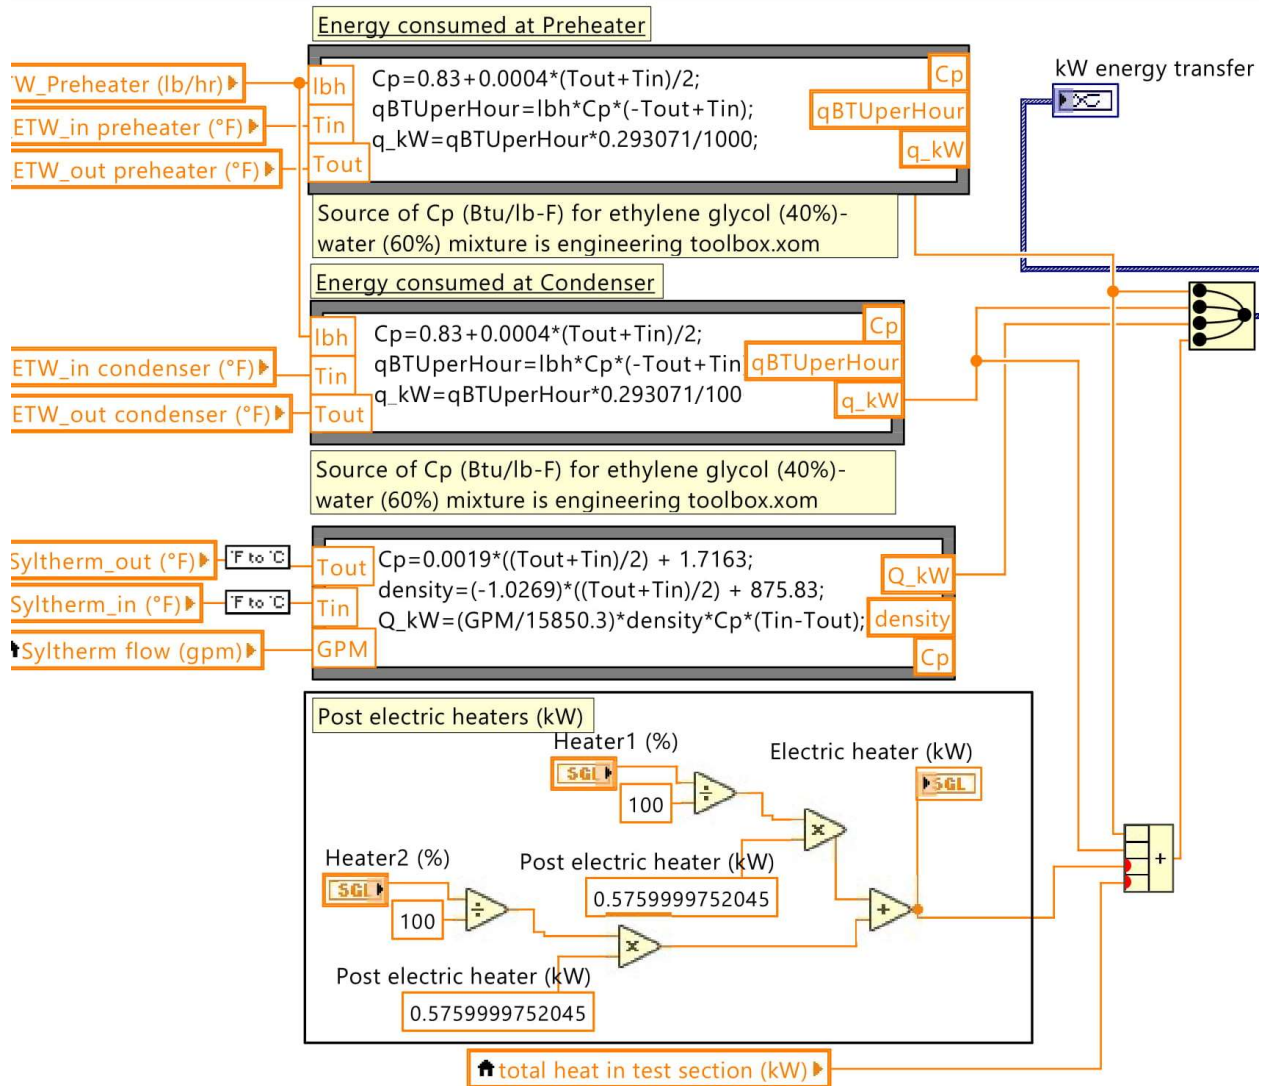 Energy consumed at Preheater
TW_Preheater (lb/hr)
ETW_in preheater (°F)
ETW_out preheater (°F)
lbh
Tin
Tout
Cp=0.83+0.0004*(Tout+Tin)/2;
qBTUperHour=lbh*Cp*(-Tout+Tin);
q_kW=qBTUperHour*0.293071/1000;
Cp
qBTUperHour
q_kW
kW energy transfer
Source of Cp (Btu/lb-F) for ethylene glycol (40%)-
water (60%) mixture is engineering toolbox.xom
Energy consumed at Condenser
ETW_in condenser (°F)
ETW_out condenser (°F)
lbh
Tin
Tout
Cp=0.83+0.0004*(Tout+Tin)/2;
qBTUperHour=lbh*Cp*(-Tout+Tin
q_kW=qBTUperHour*0.293071/100
Cp
qBTUperHour
q_kW
Source of Cp (Btu/lb-F) for ethylene glycol (40%)-
water (60%) mixture is engineering toolbox.xom
Syltherm_out (°F)
Syltherm_in (°F)
Syltherm flow (gpm)
°F to °C
°F to °C
Tout
Tin
GPM
Cp=0.0019*((Tout+Tin)/2) + 1.7163;
density=(-1.0269)*((Tout+Tin)/2) + 875.83;
Q_kW=(GPM/15850.3)*density*Cp*(Tin-Tout);
Q_kW
density
Cp
Post electric heaters (kW)
Heater1 (%)
SGL
100
÷
x
Electric heater (kW)
SGL
Heater2 (%)
SGL
100
÷
x
Post electric heater (kW)
0.5759999752045
+
Post electric heater (kW)
0.5759999752045
+
total heat in test section (kW)